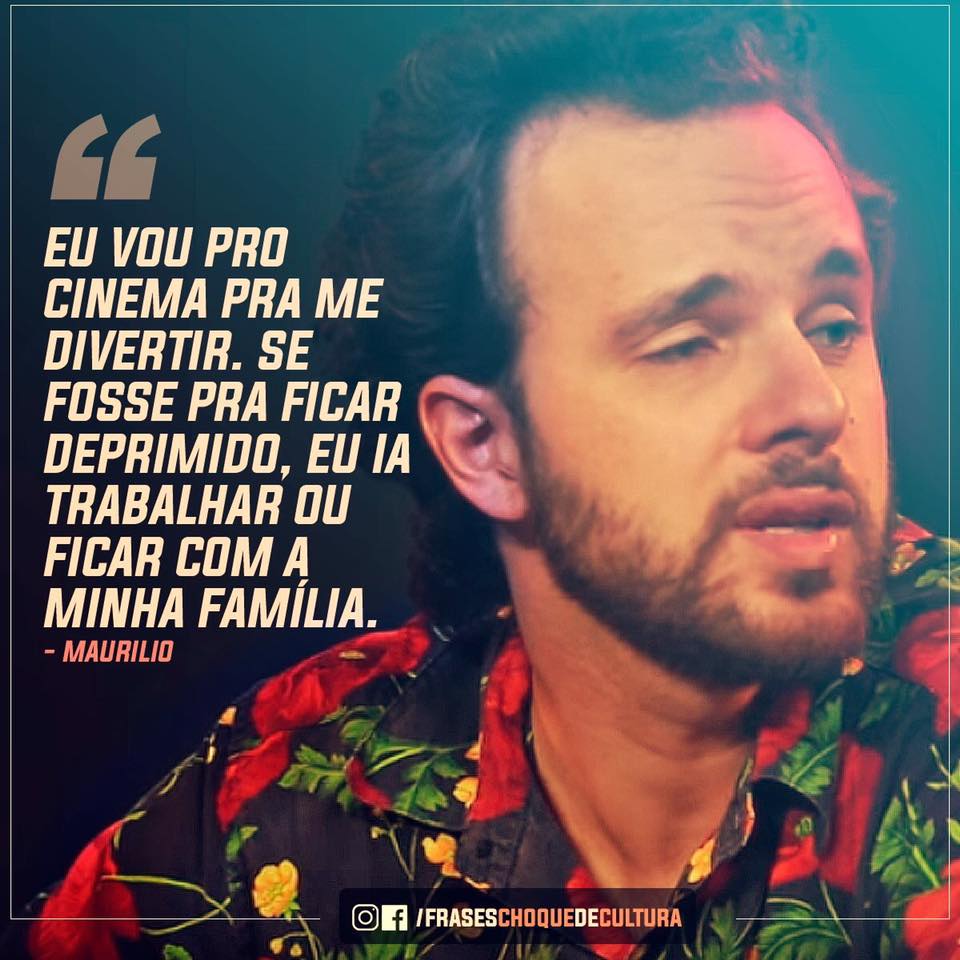 “
EU VOU PRO
CINEMA PRA ME
DIVERTIR. SE
FOSSE PRA FICAR
DEPRIMIDO, EU IA
TRABALHAR OU
FICAR COM A
MINHA FAMÍLIA.
- MAURILIO
/FRASESCHOQUEDECULTURA